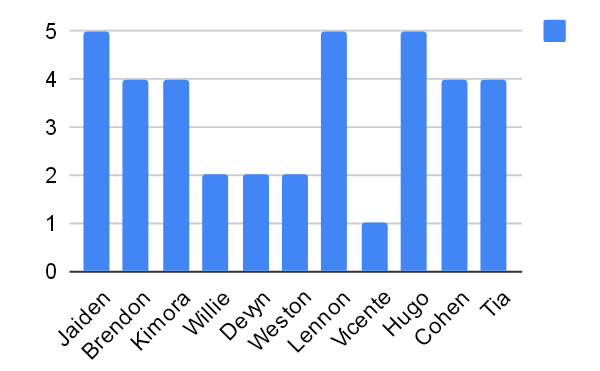 5
4
3
2
1
0
Jaiden
Brendon
Kimora
Willie
Devyn
Weston
Lennon
Vicente
Hugo
Cohen
Tia